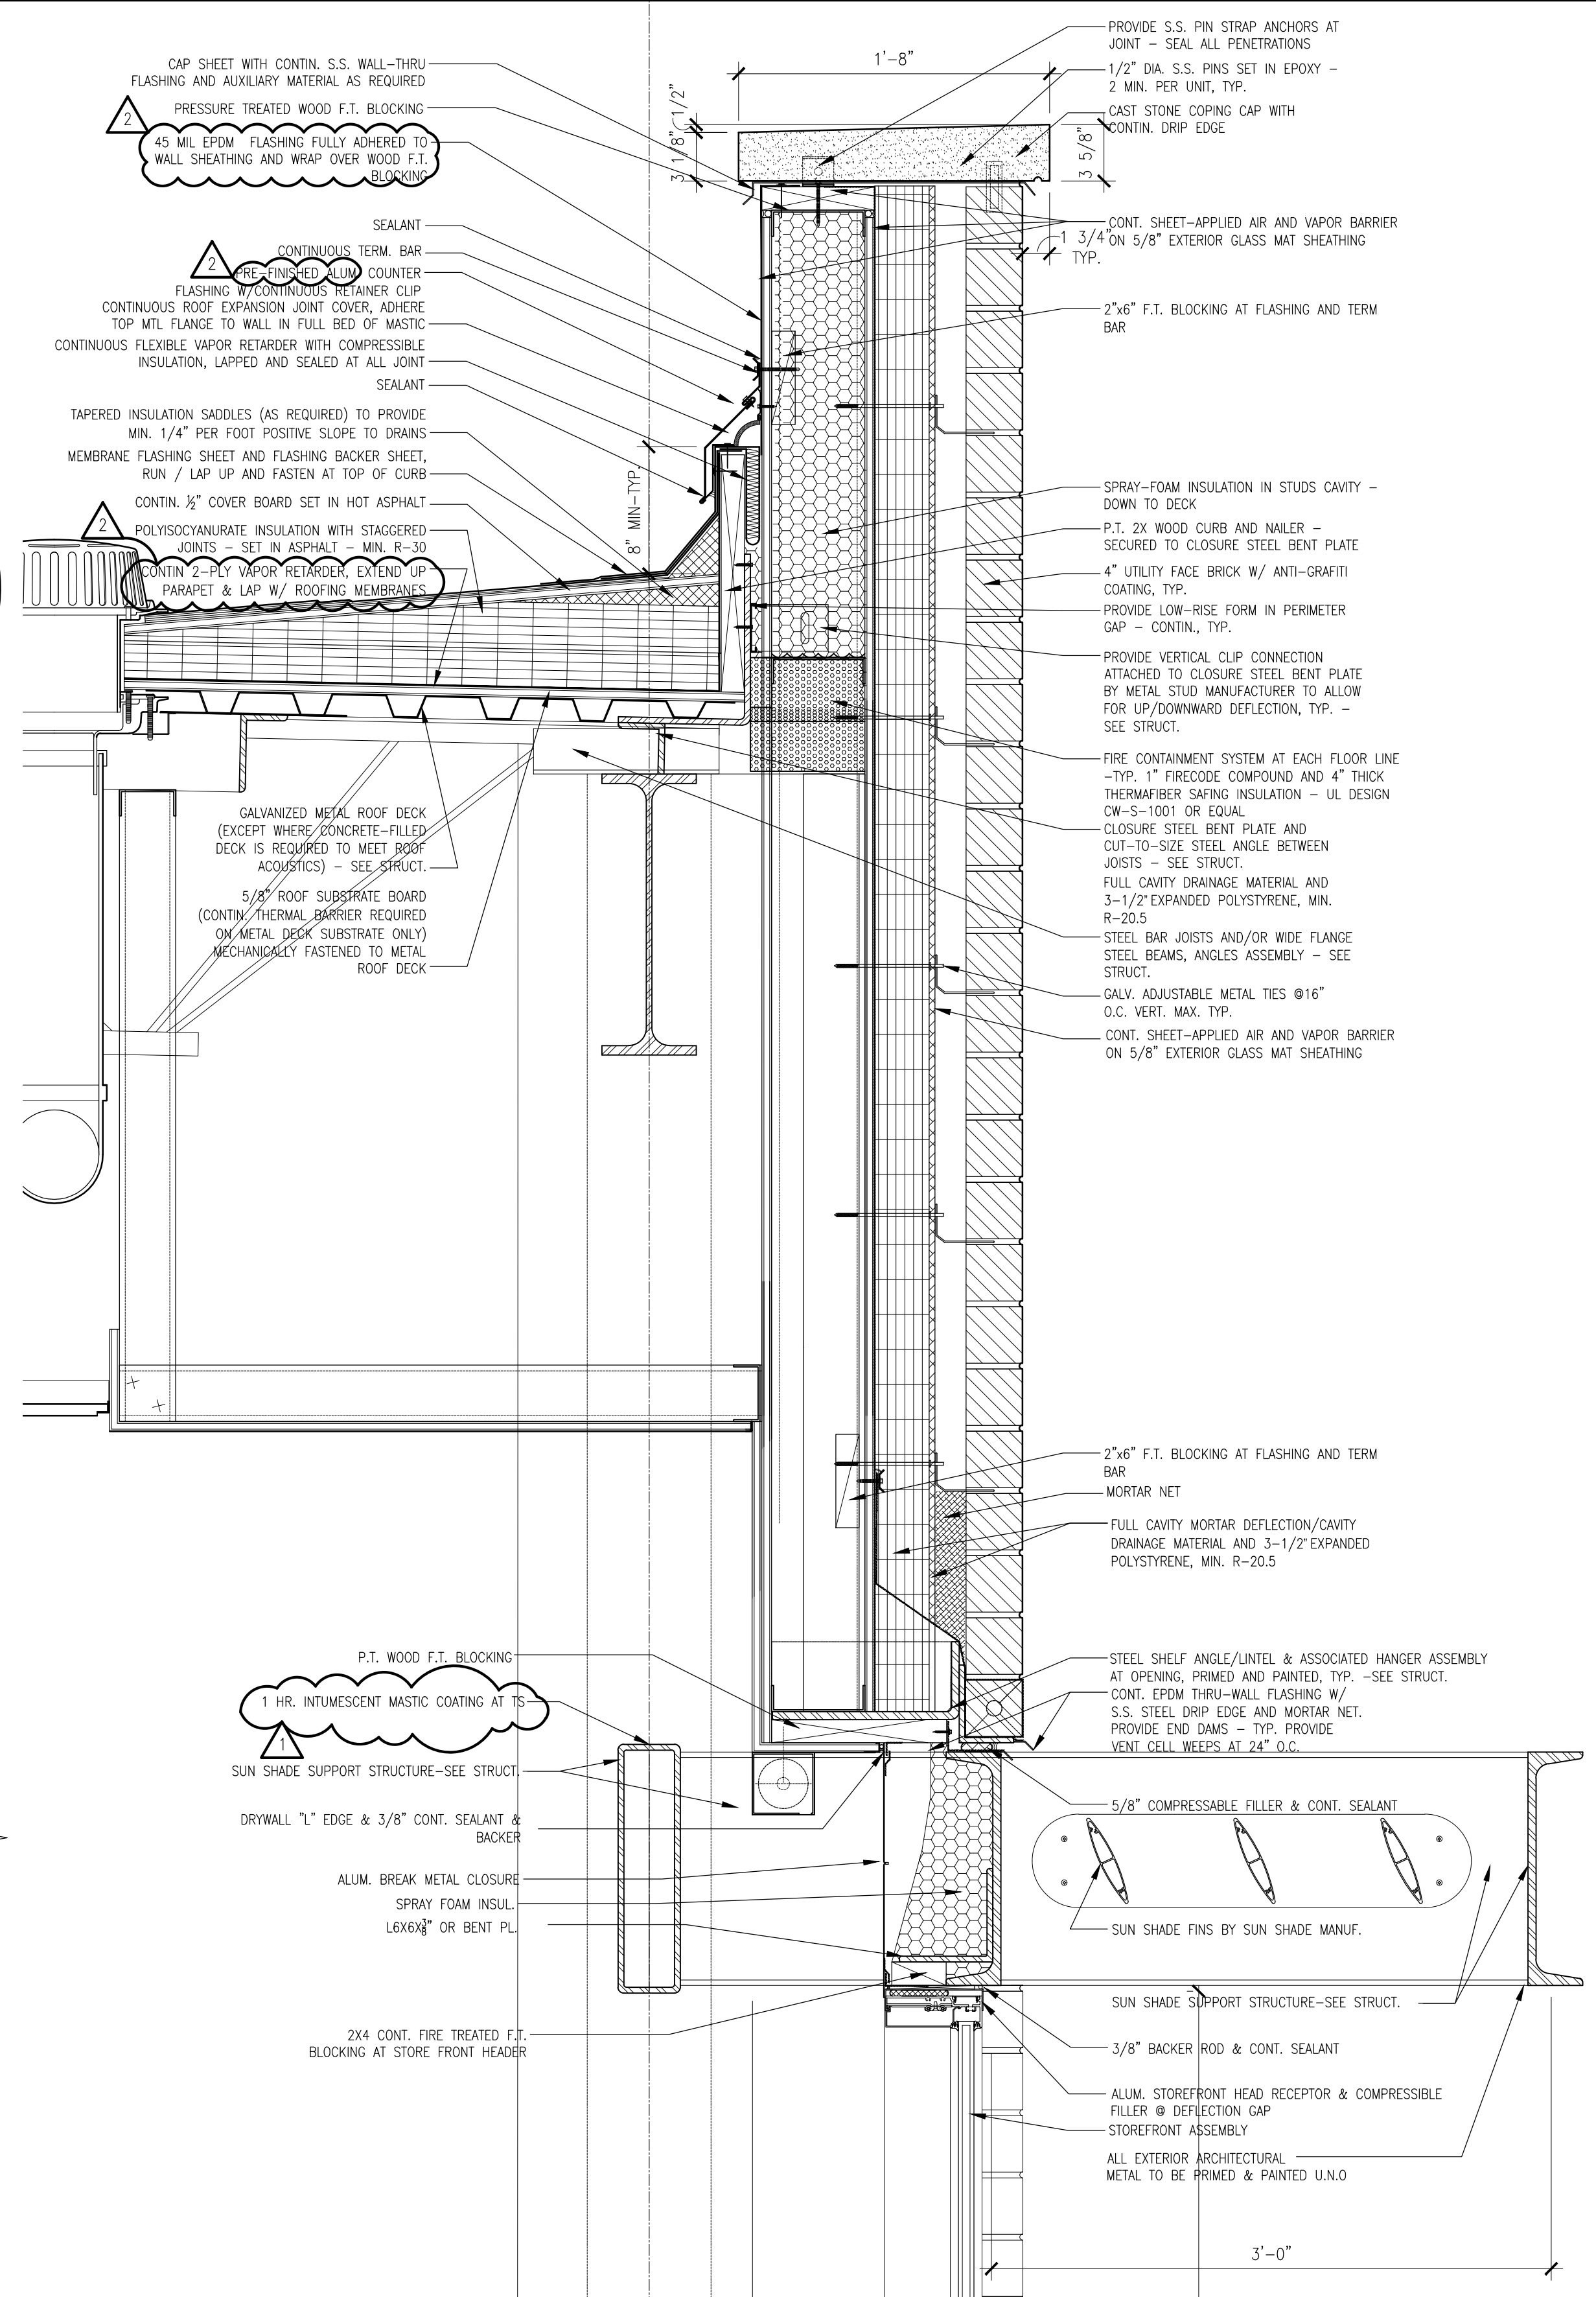 CAP SHEET WITH CONTIN. S.S. WALL-THRU
FLASHING AND AUXILIARY MATERIAL AS REQUIRED
PRESSURE TREATED WOOD F.T. BLOCKING
2
45 MIL EPDM FLASHING FULLY ADHERED TO
WALL SHEATHING AND WRAP OVER WOOD F.T.
BLOCKING
SEALANT
CONTINUOUS TERM. BAR
2
PRE-FINISHED ALUM. COUNTER
FLASHING W/CONTINUOUS RETAINER CLIP
CONTINUOUS ROOF EXPANSION JOINT COVER, ADHERE
TOP MTL FLANGE TO WALL IN FULL BED OF MASTIC
CONTINUOUS FLEXIBLE VAPOR RETARDER WITH COMPRESSIBLE
INSULATION, LAPPED AND SEALED AT ALL JOINT
SEALANT
TAPERED INSULATION SADDLES (AS REQUIRED) TO PROVIDE
MIN. 1/4" PER FOOT POSITIVE SLOPE TO DRAINS
MEMBRANE FLASHING SHEET AND FLASHING BACKER SHEET,
RUN / LAP UP AND FASTEN AT TOP OF CURB
CONTIN. ½" COVER BOARD SET IN HOT ASPHALT
2
POLYISOCYANURATE INSULATION WITH STAGGERED
JOINTS - SET IN ASPHALT - MIN. R-30
CONTIN 2-PLY VAPOR RETARDER, EXTEND UP
PARAPET & LAP W/ ROOFING MEMBRANES
8" MIN-TYP.
GALVANIZED METAL ROOF DECK
(EXCEPT WHERE CONCRETE-FILLED
DECK IS REQUIRED TO MEET ROOF
ACOUSTICS) - SEE STRUCT.
5/8" ROOF SUBSTRATE BOARD
(CONTIN. THERMAL BARRIER REQUIRED
ON METAL DECK SUBSTRATE ONLY)
MECHANICALLY FASTENED TO METAL
ROOF DECK
P.T. WOOD F.T. BLOCKING
1 HR. INTUMESCENT MASTIC COATING AT TS
1
SUN SHADE SUPPORT STRUCTURE-SEE STRUCT.
DRYWALL "L" EDGE & 3/8" CONT. SEALANT &
BACKER
ALUM. BREAK METAL CLOSURE
SPRAY FOAM INSUL.
L6X6X3/8" OR BENT PL.
2X4 CONT. FIRE TREATED F.T.
BLOCKING AT STORE FRONT HEADER
1'-8"
1/2"
3 1/8"
3 5/8"
1 3/4"
TYP.
PROVIDE S.S. PIN STRAP ANCHORS AT
JOINT - SEAL ALL PENETRATIONS
1/2" DIA. S.S. PINS SET IN EPOXY -
2 MIN. PER UNIT, TYP.
CAST STONE COPING CAP WITH
CONTIN. DRIP EDGE
CONT. SHEET-APPLIED AIR AND VAPOR BARRIER
ON 5/8" EXTERIOR GLASS MAT SHEATHING
2"x6" F.T. BLOCKING AT FLASHING AND TERM
BAR
SPRAY-FOAM INSULATION IN STUDS CAVITY -
DOWN TO DECK
P.T. 2X WOOD CURB AND NAILER -
SECURED TO CLOSURE STEEL BENT PLATE
4" UTILITY FACE BRICK W/ ANTI-GRAFITI
COATING, TYP.
PROVIDE LOW-RISE FORM IN PERIMETER
GAP - CONTIN., TYP.
PROVIDE VERTICAL CLIP CONNECTION
ATTACHED TO CLOSURE STEEL BENT PLATE
BY METAL STUD MANUFACTURER TO ALLOW
FOR UP/DOWNWARD DEFLECTION, TYP. -
SEE STRUCT.
FIRE CONTAINMENT SYSTEM AT EACH FLOOR LINE
-TYP. 1" FIRECODE COMPOUND AND 4" THICK
THERMAFIBER SAFING INSULATION - UL DESIGN
CW-S-1001 OR EQUAL
CLOSURE STEEL BENT PLATE AND
CUT-TO-SIZE STEEL ANGLE BETWEEN
JOISTS - SEE STRUCT.
FULL CAVITY DRAINAGE MATERIAL AND
3-1/2" EXPANDED POLYSTYRENE, MIN.
R-20.5
STEEL BAR JOISTS AND/OR WIDE FLANGE
STEEL BEAMS, ANGLES ASSEMBLY - SEE
STRUCT.
GALV. ADJUSTABLE METAL TIES @16"
O.C. VERT. MAX. TYP.
CONT. SHEET-APPLIED AIR AND VAPOR BARRIER
ON 5/8" EXTERIOR GLASS MAT SHEATHING
2"x6" F.T. BLOCKING AT FLASHING AND TERM
BAR
MORTAR NET
FULL CAVITY MORTAR DEFLECTION/CAVITY
DRAINAGE MATERIAL AND 3-1/2" EXPANDED
POLYSTYRENE, MIN. R-20.5
STEEL SHELF ANGLE/LINTEL & ASSOCIATED HANGER ASSEMBLY
AT OPENING, PRIMED AND PAINTED, TYP. -SEE STRUCT.
CONT. EPDM THRU-WALL FLASHING W/
S.S. STEEL DRIP EDGE AND MORTAR NET.
PROVIDE END DAMS - TYP. PROVIDE
VENT CELL WEEPS AT 24" O.C.
5/8" COMPRESSABLE FILLER & CONT. SEALANT
SUN SHADE FINS BY SUN SHADE MANUF.
SUN SHADE SUPPORT STRUCTURE-SEE STRUCT.
3/8" BACKER ROD & CONT. SEALANT
ALUM. STOREFRONT HEAD RECEPTOR & COMPRESSIBLE
FILLER @ DEFLECTION GAP
STOREFRONT ASSEMBLY
ALL EXTERIOR ARCHITECTURAL
METAL TO BE PRIMED & PAINTED U.N.O
3'-0"